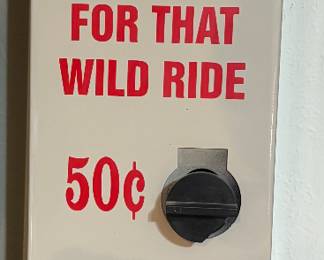 FOR THAT
WILD RIDE
50¢